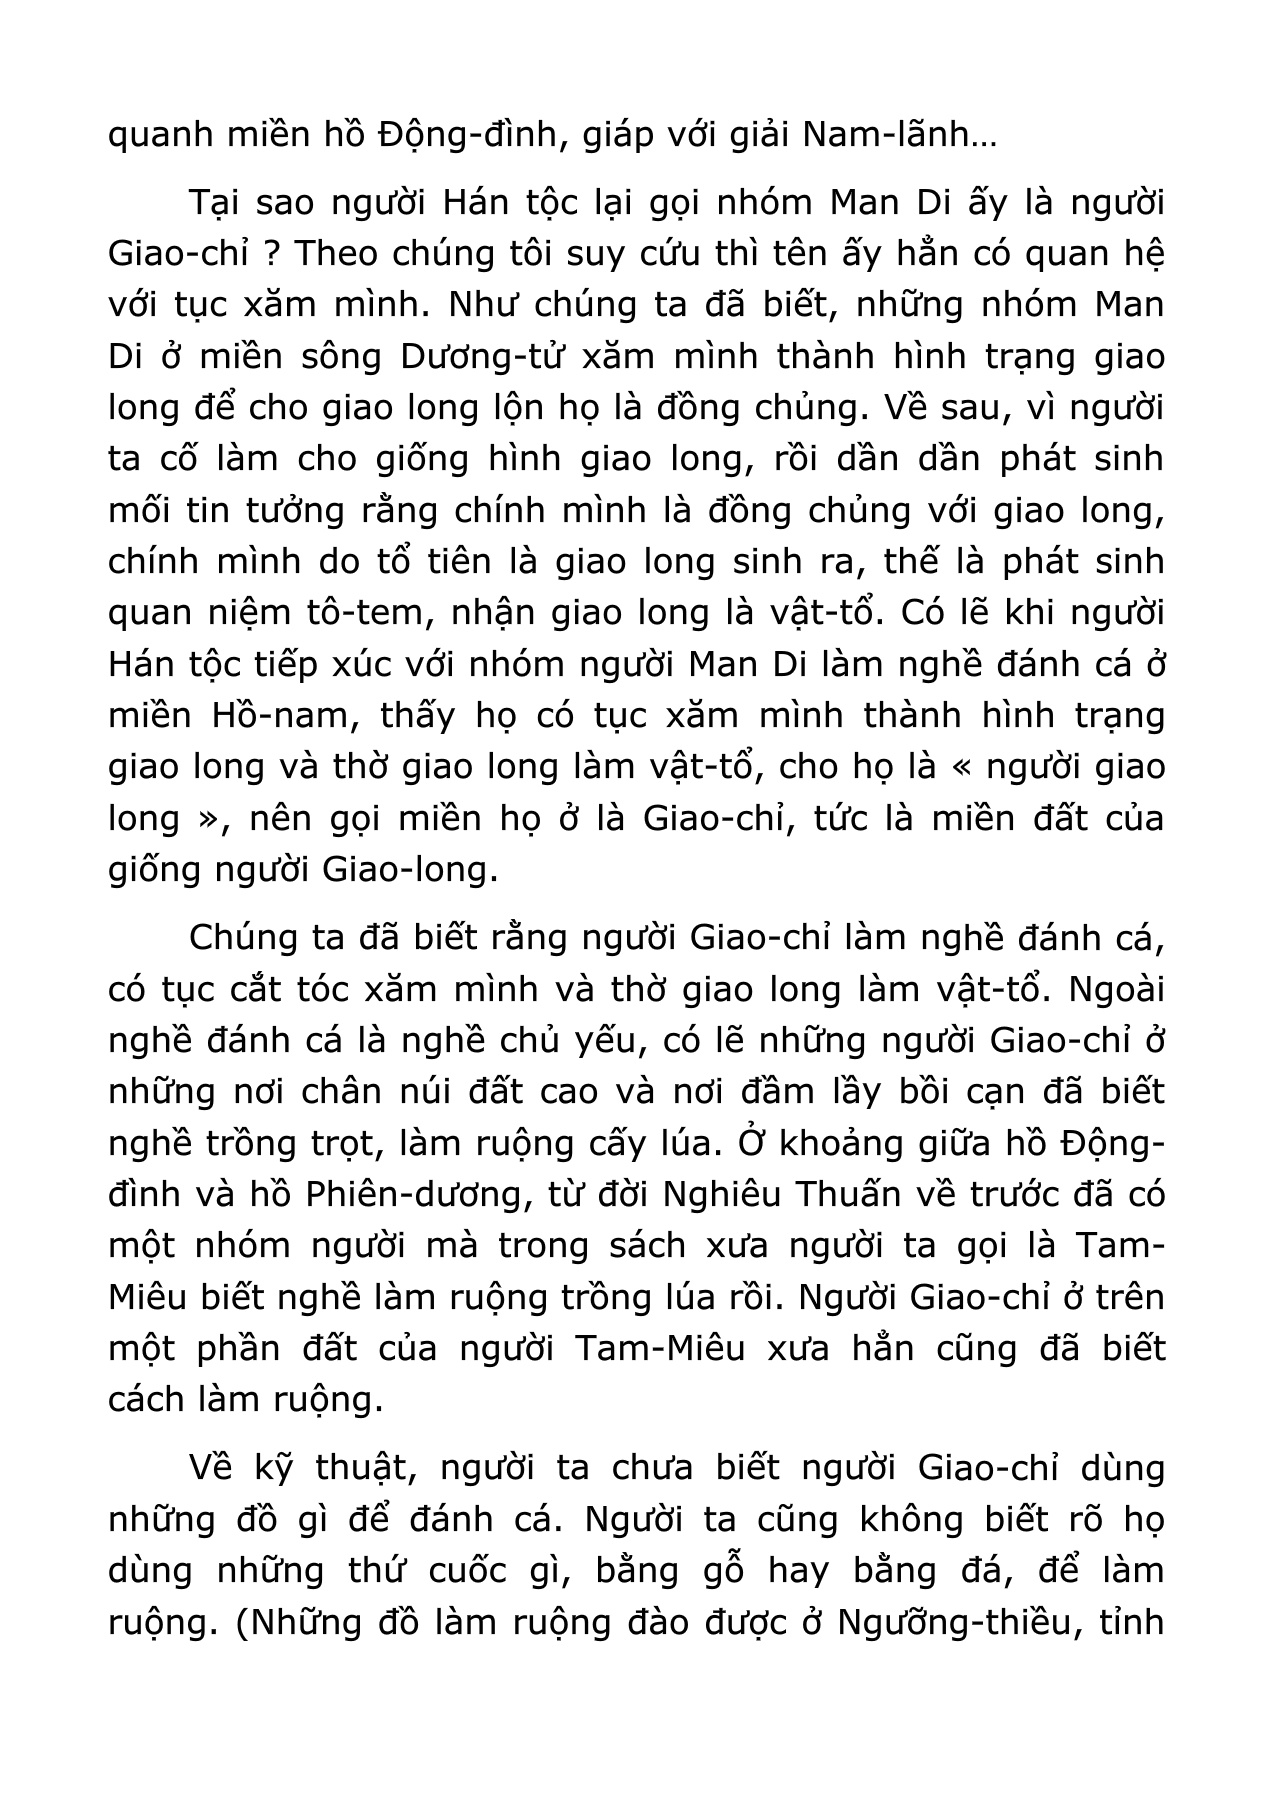 quanh miền hồ Động-đình, giáp với giải Nam-lãnh…
Tại sao người Hán tộc lại gọi nhóm Man Di ấy là người
Giao-chỉ ? Theo chúng tôi suy cứu thì tên ấy hẳn có quan hệ
với tục xăm mình. Như chúng ta đã biết, những nhóm Man
Di ở miền sông Dương-tử xăm mình thành hình trạng giao
long để cho giao long lộn họ là đồng chủng. Về sau, vì người
ta cố làm cho giống hình giao long, rồi dần dần phát sinh
mối tin tưởng rằng chính mình là đồng chủng với giao long,
chính mình do tổ tiên là giao long sinh ra, thế là phát sinh
quan niệm tô-tem, nhận giao long là vật-tổ. Có lẽ khi người
Hán tộc tiếp xúc với nhóm người Man Di làm nghề đánh cá ở
miền Hồ-nam, thấy họ có tục xăm mình thành hình trạng
giao long và thờ giao long làm vật-tổ, cho họ là « người giao
long », nên gọi miền họ ở là Giao-chỉ, tức là miền đất của
giống người Giao-long.
Chúng ta đã biết rằng người Giao-chỉ làm nghề đánh cá,
có tục cắt tóc xăm mình và thờ giao long làm vật-tổ. Ngoài
nghề đánh cá là nghề chủ yếu, có lẽ những người Giao-chỉ ở
những nơi chân núi đất cao và nơi đầm lầy bồi cạn đã biết
nghề trồng trọt, làm ruộng cấy lúa. Ở khoảng giữa hồ Động-
đình và hồ Phiên-dương, từ đời Nghiêu Thuấn về trước đã có
một nhóm người mà trong sách xưa người ta gọi là Tam-
Miêu biết nghề làm ruộng trồng lúa rồi. Người Giao-chỉ ở trên
một phần đất của người Tam-Miêu xưa hẳn cũng đã biết
cách làm ruộng.
Về kỹ thuật, người ta chưa biết người Giao-chỉ dùng
những đồ gì để đánh cá. Người ta cũng không biết rõ họ
dùng những thứ cuốc gì, bằng gỗ hay bằng đá, để làm
ruộng. (Những đồ làm ruộng đào được ở Ngưỡng-thiều, tỉnh